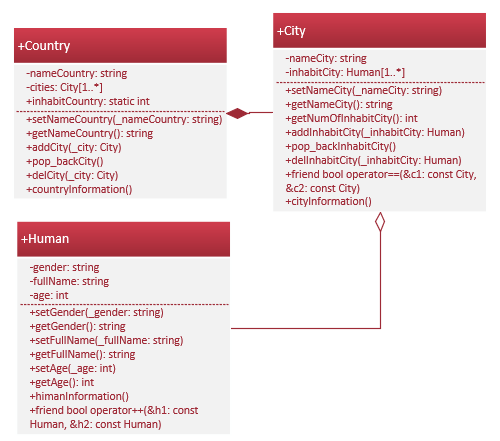 +Country
-nameCountry: string
-cities: City[1..*]
+inhabitCountry: static int
+setNameCountry(_nameCountry: string)
+getNameCountry(): string
+addCity(_city: City)
+pop_backCity()
+delCity(_city: City)
+countryInformation()
+City
-nameCity: string
-inhabitCity: Human[1..*]
+setNameCity(_nameCity: string)
+getNameCity(): string
+getNumOfInhabitCity(): int
+addInhabitCity(_inhabitCity: Human)
+pop_backInhabitCity()
+delInhabitCity(_inhabitCity: Human)
+friend bool operator==(&c1: const City,
&c2: const City)
+cityInformation()
+Human
-gender: string
-fullName: string
-age: int
+setGender(_gender: string)
+getGender(): string
+setFullName(_fullName: string)
+getFullName(): string
+setAge(_age: int)
+getAge(): int
+himanInformation()
+friend bool operator++(&h1: const
Human, &h2: const Human)